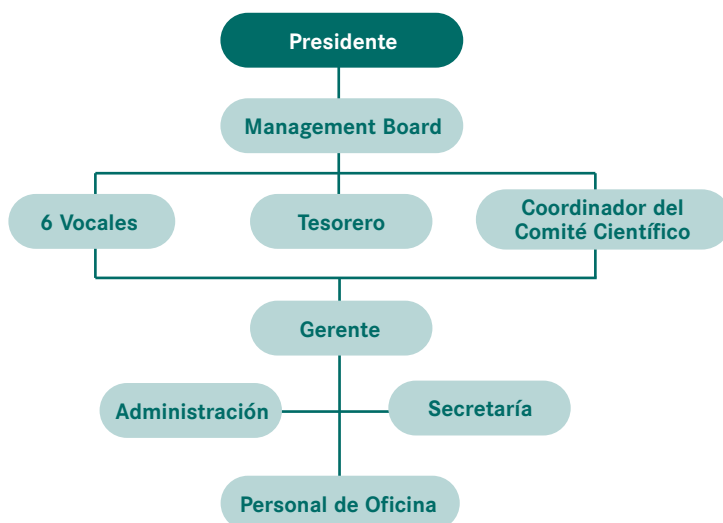 Presidente
Management Board
6 Vocales
Tesorero
Coordinador del
Comité Científico
Gerente
Administración
Secretaría
Personal de Oficina